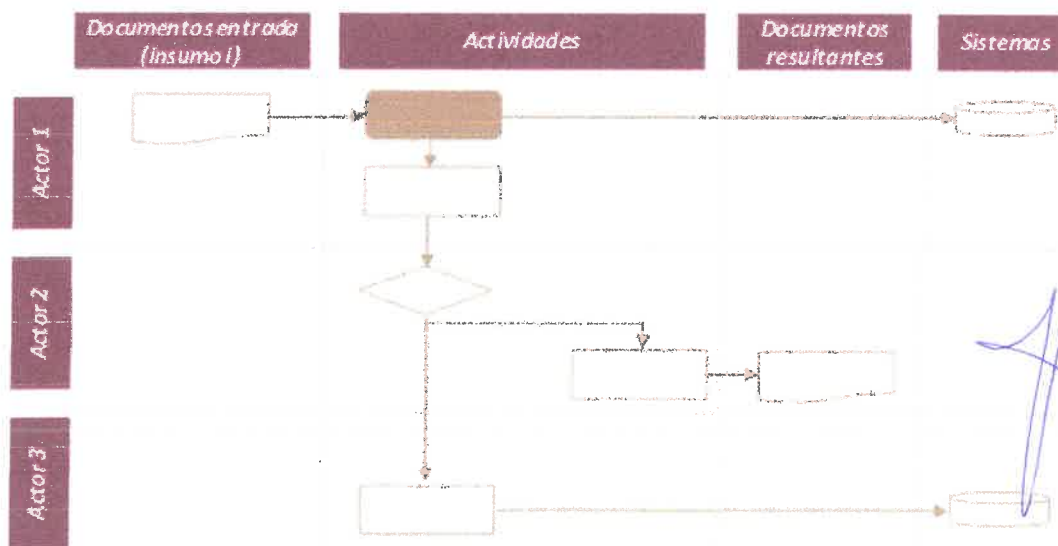 Documentos entrada
(insumo I)
Actividades
Documentos
resultantes
Sistemas
Actor 1
Actor 2
Actor 3